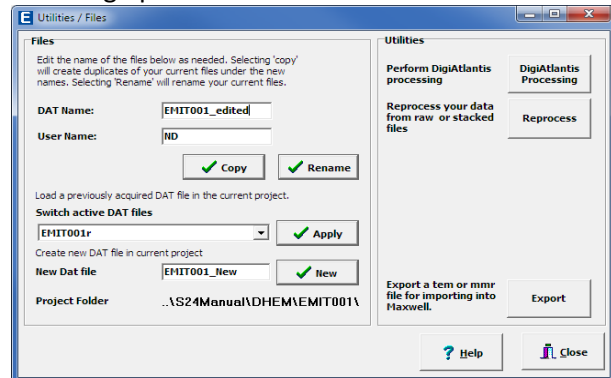 Utilities / Files
Files
Edit the name of the files below as needed. Selecting 'copy'
will create duplicates of your current files under the new
names. Selecting 'Rename' will rename your current files.
DAT Name:
EMIT001_edited
User Name:
ND
Copy
Rename
Load a previously acquired DAT file in the current project.
Switch active DAT files
EMIT001r
Apply
Create new DAT file in current project
New Dat file
EMIT001_New
New
Project Folder
..\S24Manual\DHEM\EMIT001\
Utilities
Perform DigiAtlantis
processing
DigiAtlantis
Processing
Reprocess your data
from raw or stacked
files
Reprocess
Export a tem or mmr
file for importing into
Maxwell.
Export
? Help
Close